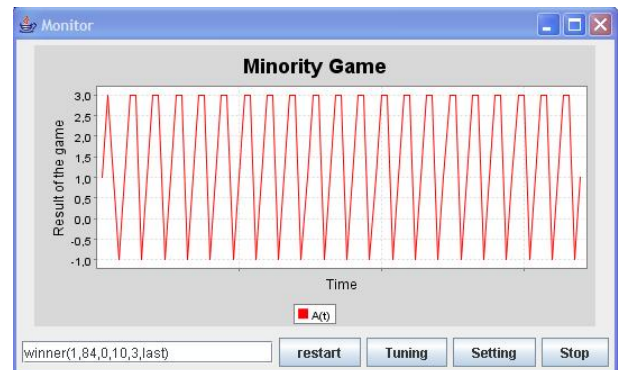 Monitor
Minority Game
Result of the game
3,0
2,5
2,0
1,5
1,0
0,5
0,0
-0,5
-1,0
Time
A(t)
winner(1,84,0,10,3,last)
restart Tuning Setting Stop